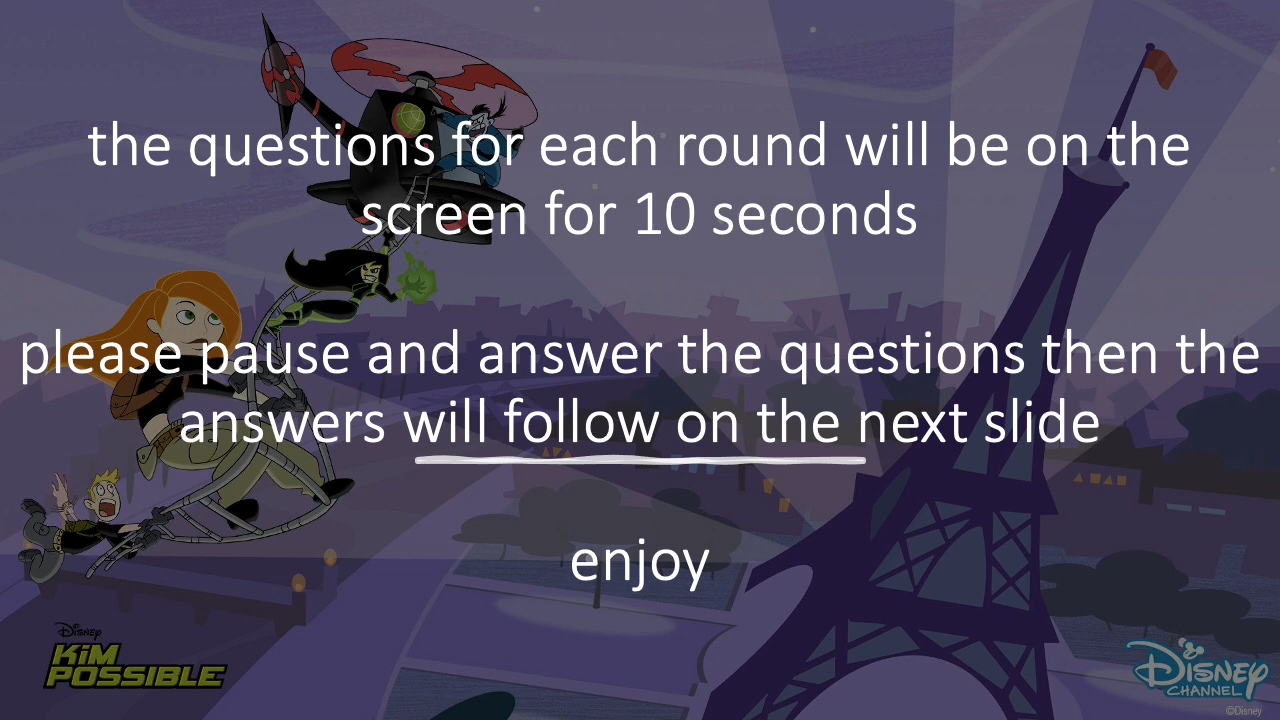 the questions for each round will be on the
screen for 10 seconds
please pause and answer the questions then the
answers will follow on the next slide
enjoy
Disney
KiM
POSSiBLE
Disney
CHANNEL
©Disney